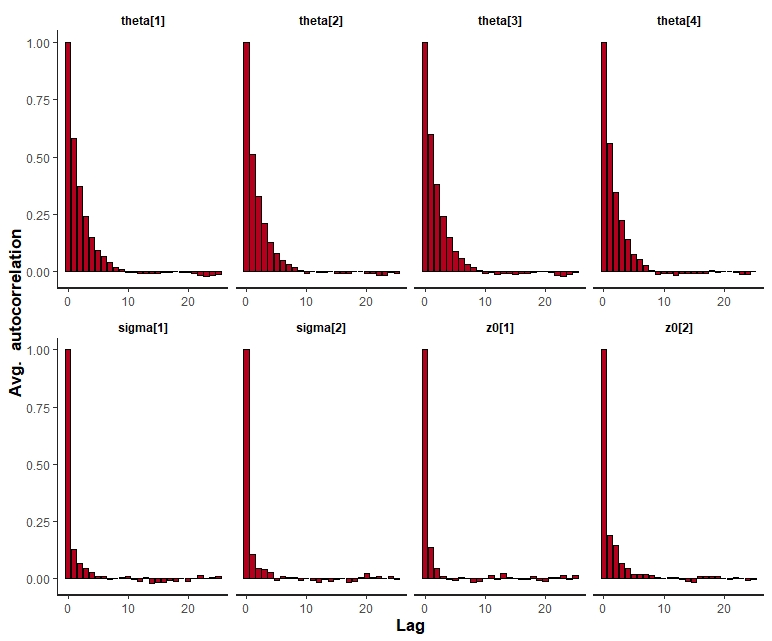 theta[1] theta[2] theta[3] theta[4]
1.00
0.75
0.50
0.25
0.00
0 10 20 0 10 20 0 10 20 0 10 20
sigma[1] sigma[2] z0[1] z0[2]
1.00
0.75
0.50
0.25
0.00
0 10 20 0 10 20 0 10 20 0 10 20
Avg. autocorrelation
Lag